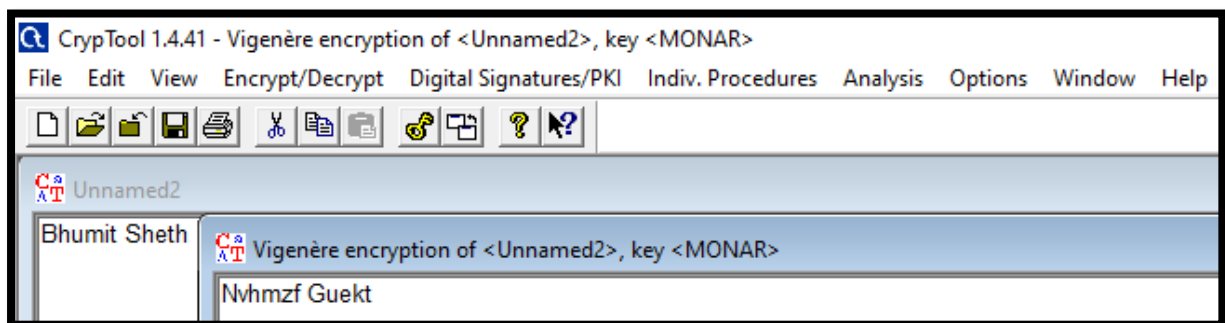 CrypTool 1.4.41 - Vigenère encryption of <Unnamed2>, key <MONAR>
File Edit View Encrypt/Decrypt Digital Signatures/PKI Indiv. Procedures Analysis Options Window Help
Unnamed2
Bhumit Sheth
Vigenère encryption of <Unnamed2>, key <MONAR>
Nvhmzf Guekt